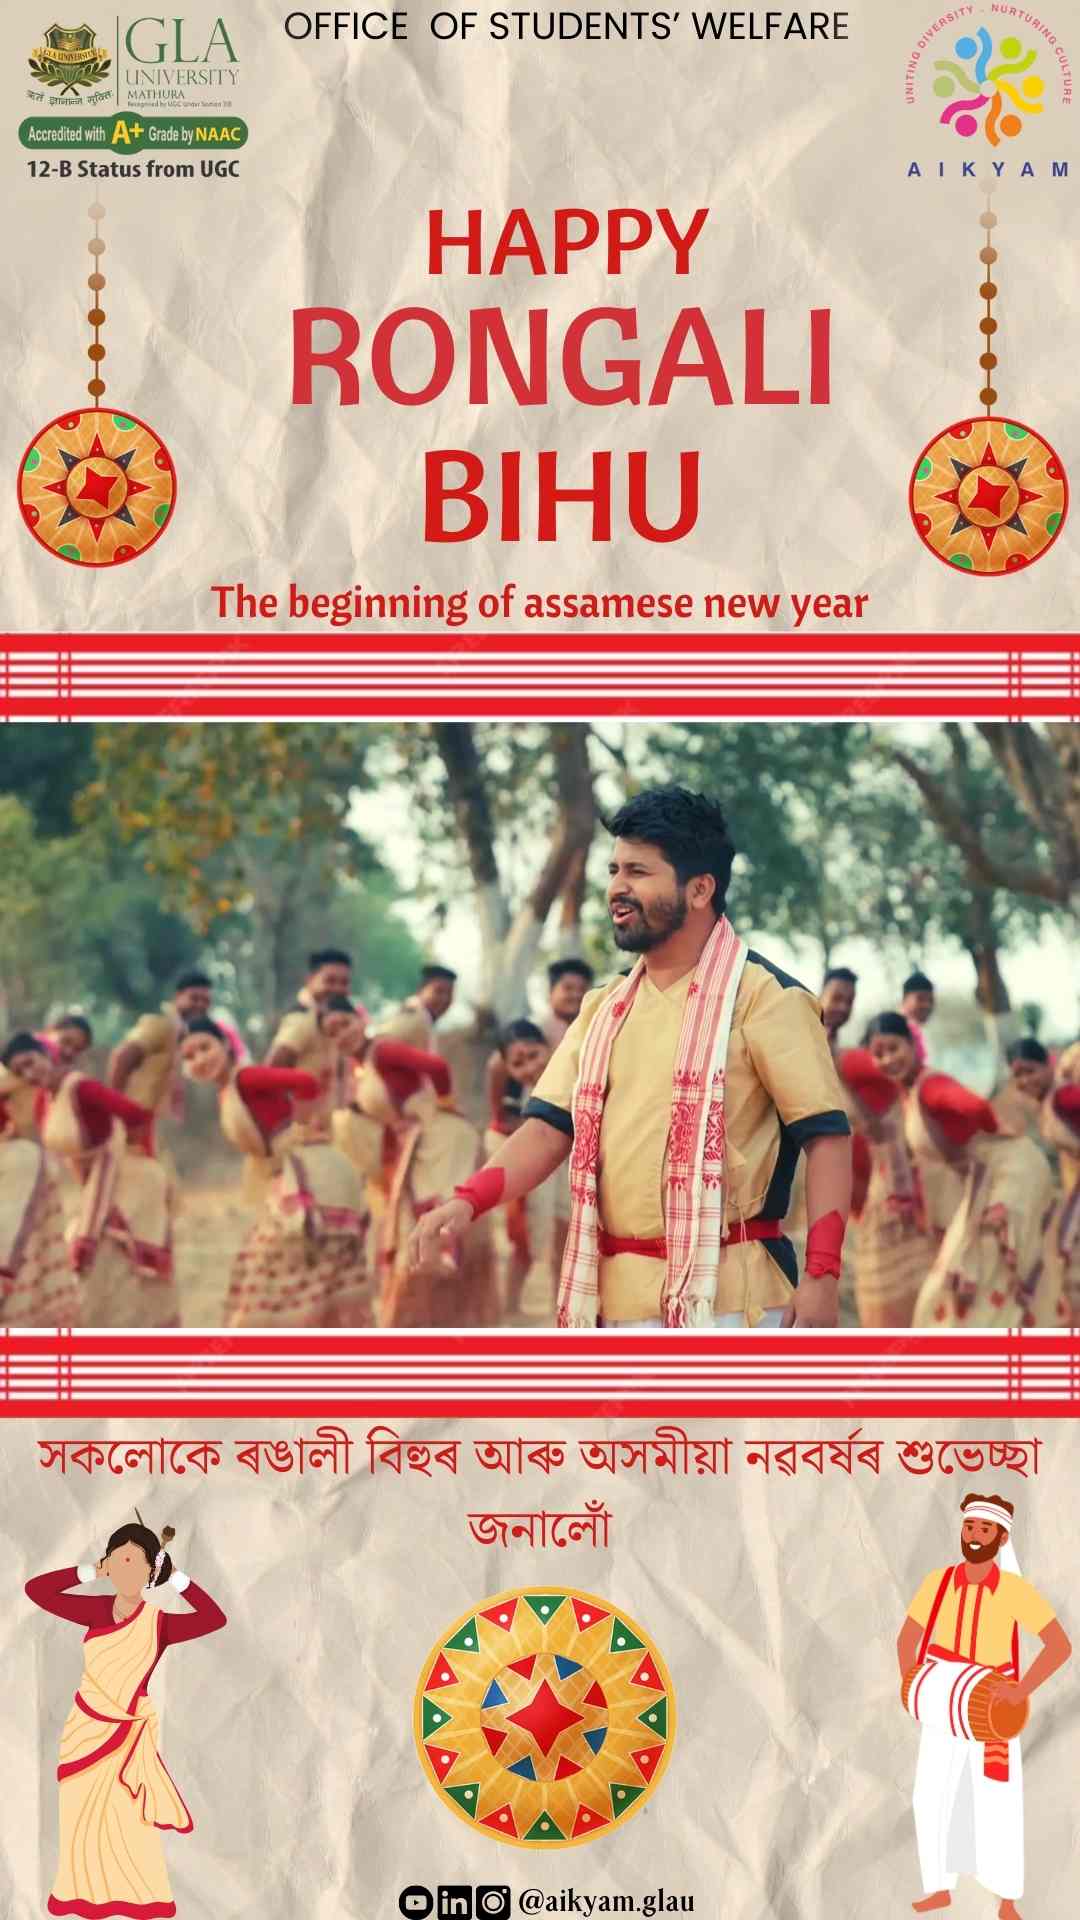 OFFICE OF STUDENTS' WELFARE
GLA UNIVERSITY
GLA
UNIVERSITY
MATHURA
Recognised by UGC Under Section 2(f)
ऋतं ज्ञानान्न मुक्तिः
Accredited with A+ Grade by NAAC
12-B Status from UGC
UNITING DIVERSITY - NURTURING CULTURE
AIKYAM
HAPPY
RONGALI
BIHU
The beginning of assamese new year
সকলোকে ৰঙালী বিহুৰ আৰু অসমীয়া নৱবৰ্ষৰ শুভেচ্ছা
জনালোঁ
@aikyam.glau